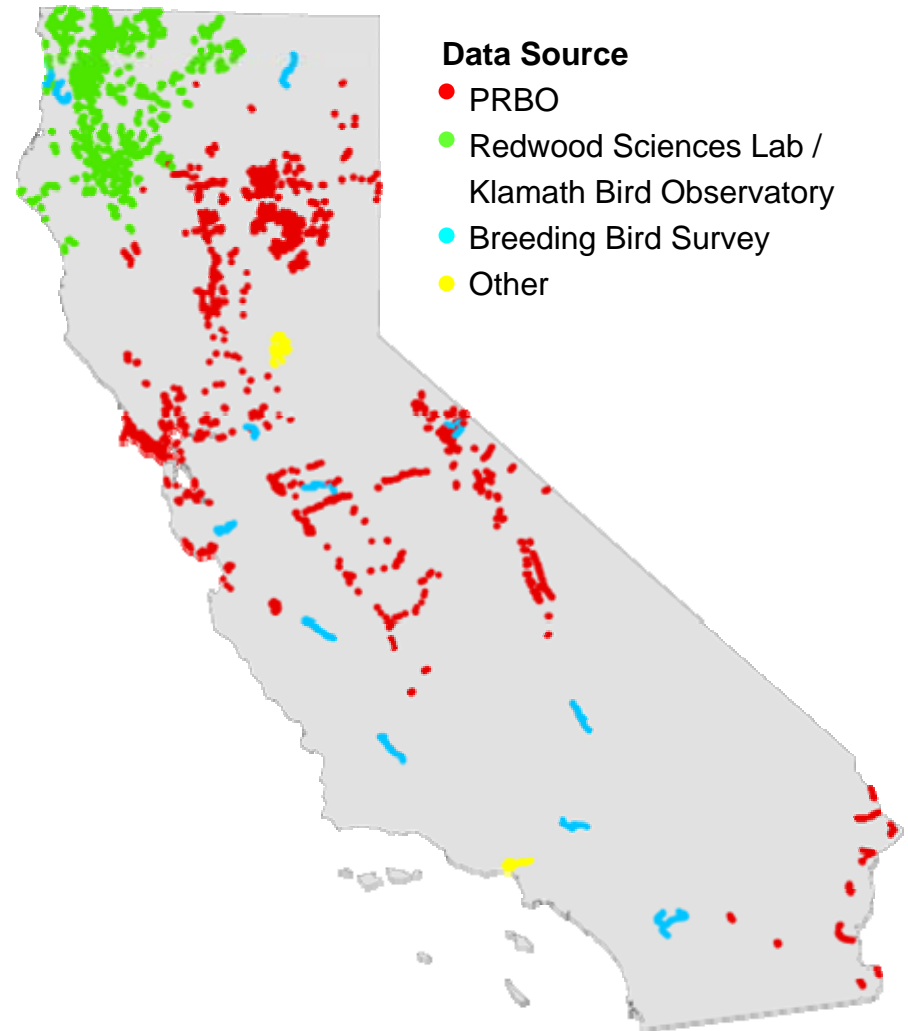 Data Source
PRBO
Redwood Sciences Lab /
Klamath Bird Observatory
Breeding Bird Survey
Other